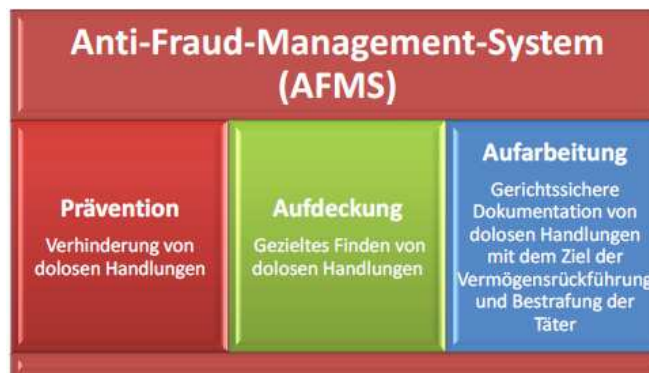 Anti-Fraud-Management-System
(AFMS)
Prävention
Verhinderung von
dolosen Handlungen
Aufdeckung
Gezieltes Finden von
dolosen Handlungen
Aufarbeitung
Gerichtssichere
Dokumentation von
dolosen Handlungen
mit dem Ziel der
Vermögensrückführung
und Bestrafung der
Täter